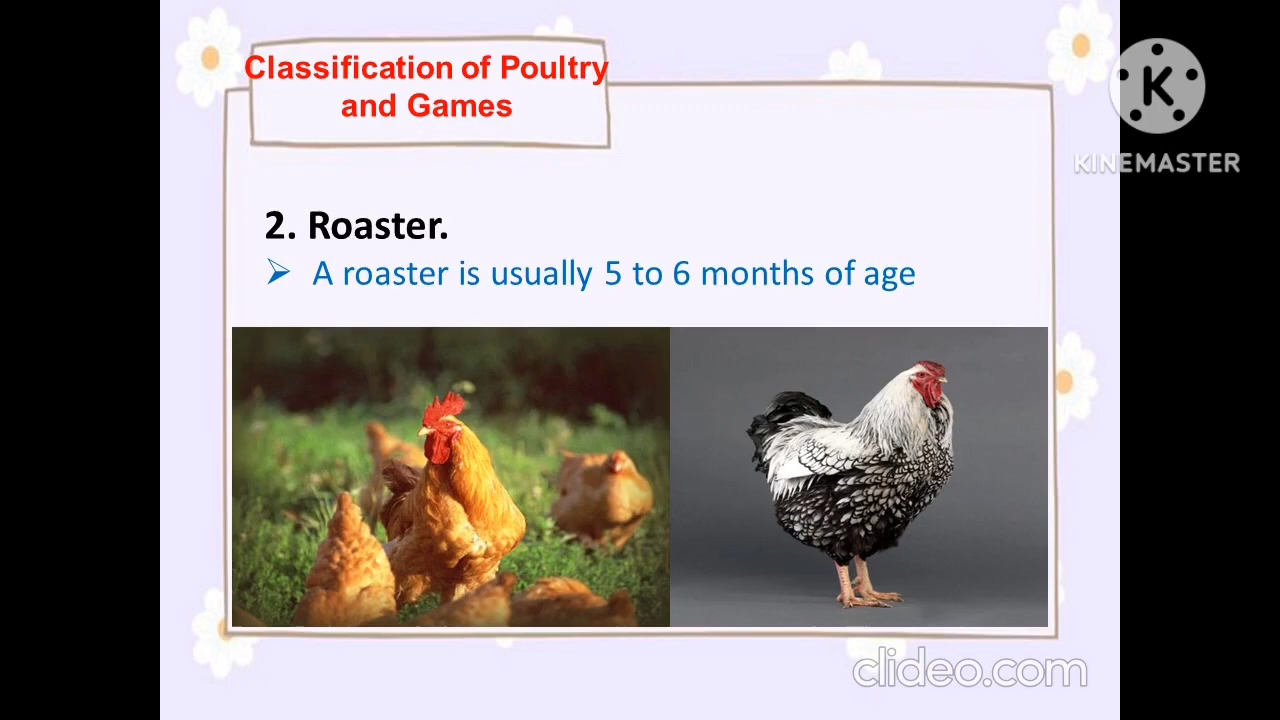 Classification of Poultry
and Games
K
KINEMASTER
2. Roaster.
➢ A roaster is usually 5 to 6 months of age
clideo.com